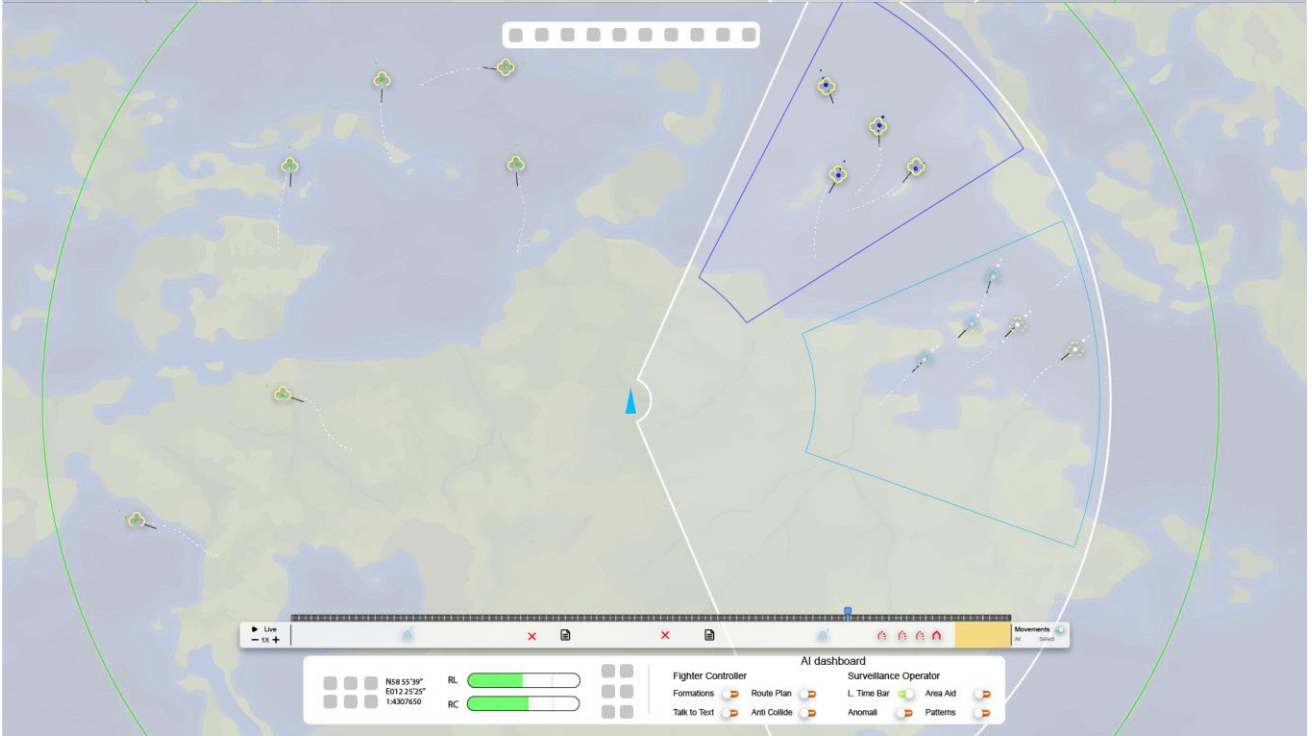 Live
1X
Movements
All Select
AI dashboard
N58 55'39"
E012 25'25"
1:4307650
RL
RC
Fighter Controller
Surveillance Operator
Formations Route Plan
L. Time Bar Area Aid
Talk to Text Anti Collide
Anomali Patterns